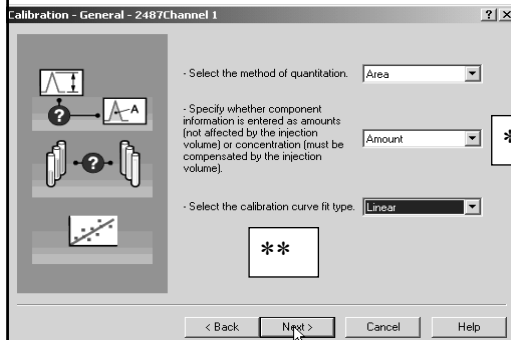 Calibration - General - 2487Channel 1
- Select the method of quantitation. Area
- Specify whether component
information is entered as amounts
(not affected by the injection
volume) or concentration (must be
compensated by the injection
volume).
Amount
*
- Select the calibration curve fit type. Linear
**
A
?
?
< Back Next > Cancel Help